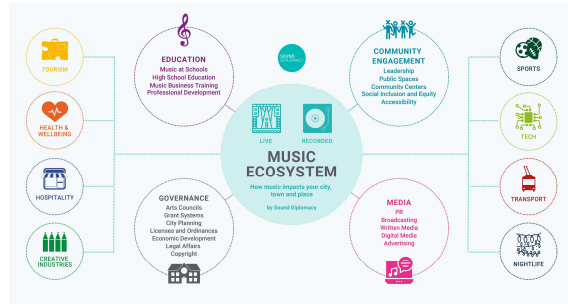 TOURISM
HEALTH &
WELLBEING
HOSPITALITY
CREATIVE
INDUSTRIES
EDUCATION
Music at Schools
High School Education
Music Business Training
Professional Development
GOVERNANCE
Arts Councils
Grant Systems
City Planning
Licenses and Ordinances
Economic Development
Legal Affairs
Copyright
SOUND
DIPLOMACY
LIVE
RECORDED
MUSIC
ECOSYSTEM
How music impacts your city,
town and place
by Sound Diplomacy
COMMUNITY
ENGAGEMENT
Leadership
Public Spaces
Community Centers
Social Inclusion and Equity
Accessibility
MEDIA
PR
Broadcasting
Written Media
Digital Media
Advertising
SPORTS
TECH
TRANSPORT
NIGHTLIFE